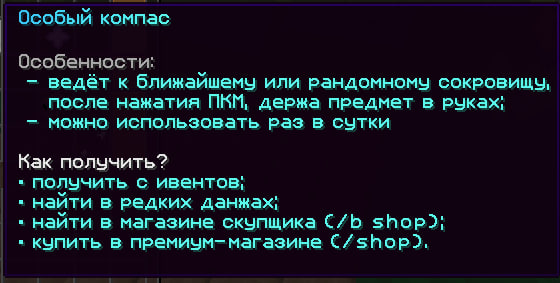 Особый компас
Особенности:
– ведёт к ближайшему или рандомному сокровищу,
после нажатия ПКМ, держа предмет в руках;
– можно использовать раз в сутки
Как получить?
• получить с ивентов;
• найти в редких данжах;
• найти в магазине скупщика (/b shop);
• купить в премиум-магазине (/shop).